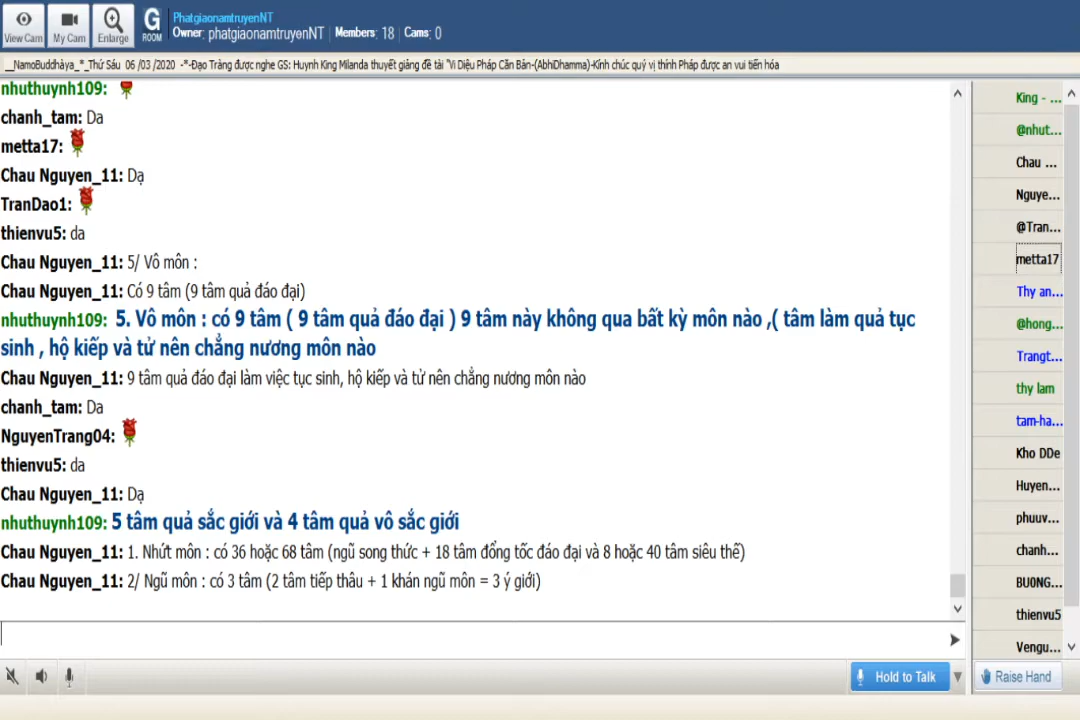 View Cam
My Cam
Enlarge
G
ROOM
PhatgiaonamtruyenNT
Owner: phatgiaonamtruyenNT Members: 18 Cams: 0
__NamoBuddhàya_*_Thứ Sáu 06 /03 /2020 -*-Đạo Tràng được nghe GS: Huynh King Milanda thuyết giảng đề tài "Vi Diệu Pháp Căn Bản-(AbhiDhamma)-Kính chúc quý vị thính Pháp được an vui tiến hóa
nhuthuynh109:
chanh_tam: Da
metta17:
Chau Nguyen_11: Dạ
TranDao1:
thienvu5: da
Chau Nguyen_11: 5/ Vô môn :
Chau Nguyen_11: Có 9 tâm (9 tâm quả đáo đại)
nhuthuynh109: 5. Vô môn : có 9 tâm ( 9 tâm quả đáo đại ) 9 tâm này không qua bất kỳ môn nào ,( tâm làm quả tục
sinh , hộ kiếp và tử nên chẳng nương môn nào
Chau Nguyen_11: 9 tâm quả đáo đại làm việc tục sinh, hộ kiếp và tử nên chẳng nương môn nào
chanh_tam: Da
NguyenTrang04:
thienvu5: da
Chau Nguyen_11: Dạ
nhuthuynh109: 5 tâm quả sắc giới và 4 tâm quả vô sắc giới
Chau Nguyen_11: 1. Nhứt môn : có 36 hoặc 68 tâm (ngũ song thức + 18 tâm đổng tốc đáo đại và 8 hoặc 40 tâm siêu thế)
Chau Nguyen_11: 2/ Ngũ môn : có 3 tâm (2 tâm tiếp thâu + 1 khán ngũ môn = 3 ý giới)
King - ...
@nhut...
Chau ...
Nguye...
@Tran...
metta17
Thy an...
@hong...
Trangt...
thy lam
tam-ha...
Kho DDe
Huyen...
phuuv...
chanh...
BUONG...
thienvu5
Vengu...
Hold to Talk
Raise Hand